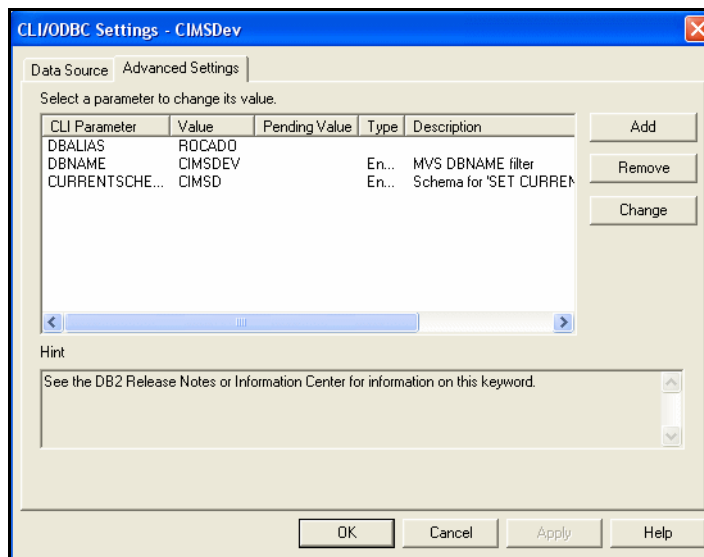 CLI/ODBC Settings - CIMSDev
Data Source Advanced Settings
Select a parameter to change its value.
CLI Parameter Value Pending Value Type Description
DBALIAS ROCADO
DBNAME CIMSDEV En... MVS DBNAME filter
CURRENTSCHE... CIMSD En... Schema for 'SET CURREN
Add
Remove
Change
Hint
See the DB2 Release Notes or Information Center for information on this keyword.
OK Cancel Apply Help